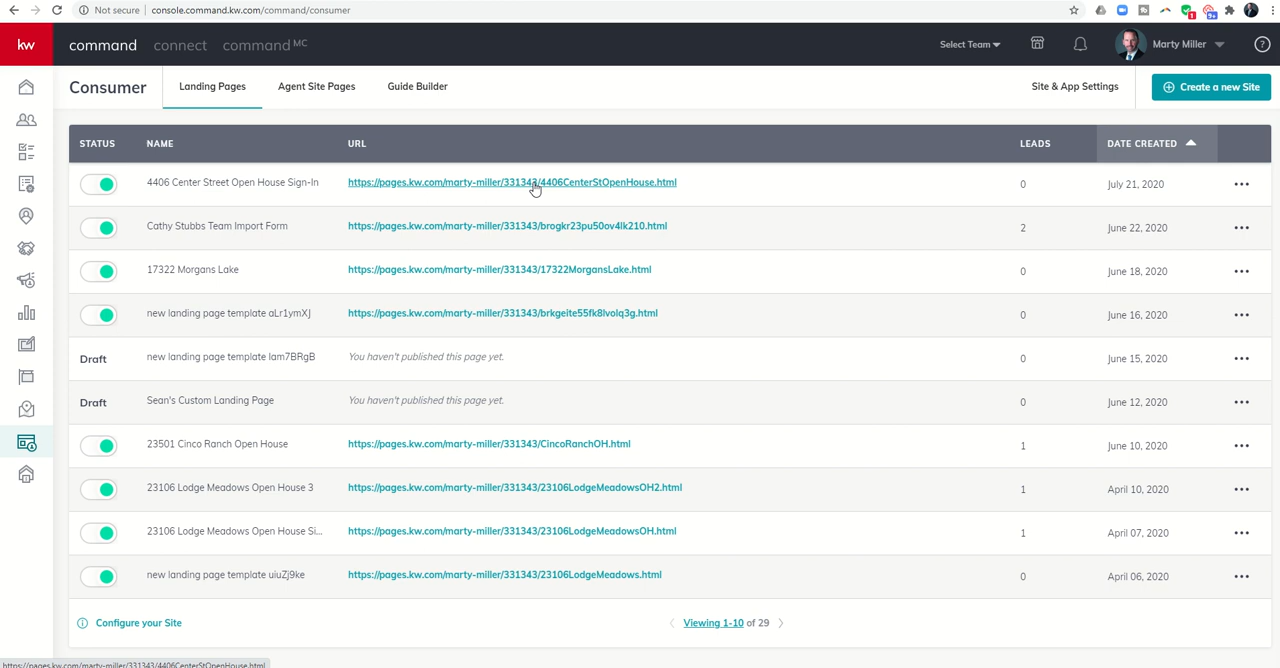 Not secure | console.command.kw.com/command/consumer
1
9+
kw command connect command MC Select Team Marty Miller ?
Consumer Landing Pages Agent Site Pages Guide Builder Site & App Settings Create a new Site
STATUS NAME URL LEADS DATE CREATED
4406 Center Street Open House Sign-In https://pages.kw.com/marty-miller/331343/4406CenterStOpenHouse.html 0 July 21, 2020
Cathy Stubbs Team Import Form https://pages.kw.com/marty-miller/331343/brogkr23pu50ov4lk210.html 2 June 22, 2020
17322 Morgans Lake https://pages.kw.com/marty-miller/331343/17322MorgansLake.html 0 June 18, 2020
new landing page template aLr1ymXJ https://pages.kw.com/marty-miller/331343/brkgeite55fk8lvolq3g.html 0 June 16, 2020
Draft new landing page template lam7BRgB You haven't published this page yet. 0 June 15, 2020
Draft Sean's Custom Landing Page You haven't published this page yet. 0 June 12, 2020
23501 Cinco Ranch Open House https://pages.kw.com/marty-miller/331343/CincoRanchOH.html 1 June 10, 2020
23106 Lodge Meadows Open House 3 https://pages.kw.com/marty-miller/331343/23106LodgeMeadowsOH2.html 1 April 10, 2020
23106 Lodge Meadows Open House Si... https://pages.kw.com/marty-miller/331343/23106LodgeMeadowsOH.html 1 April 07, 2020
new landing page template uiuZj9ke https://pages.kw.com/marty-miller/331343/23106LodgeMeadows.html 0 April 06, 2020
Configure your Site Viewing 1-10 of 29
https://pages.kw.com/marty-miller/331343/4406CenterStOpenHouse.html